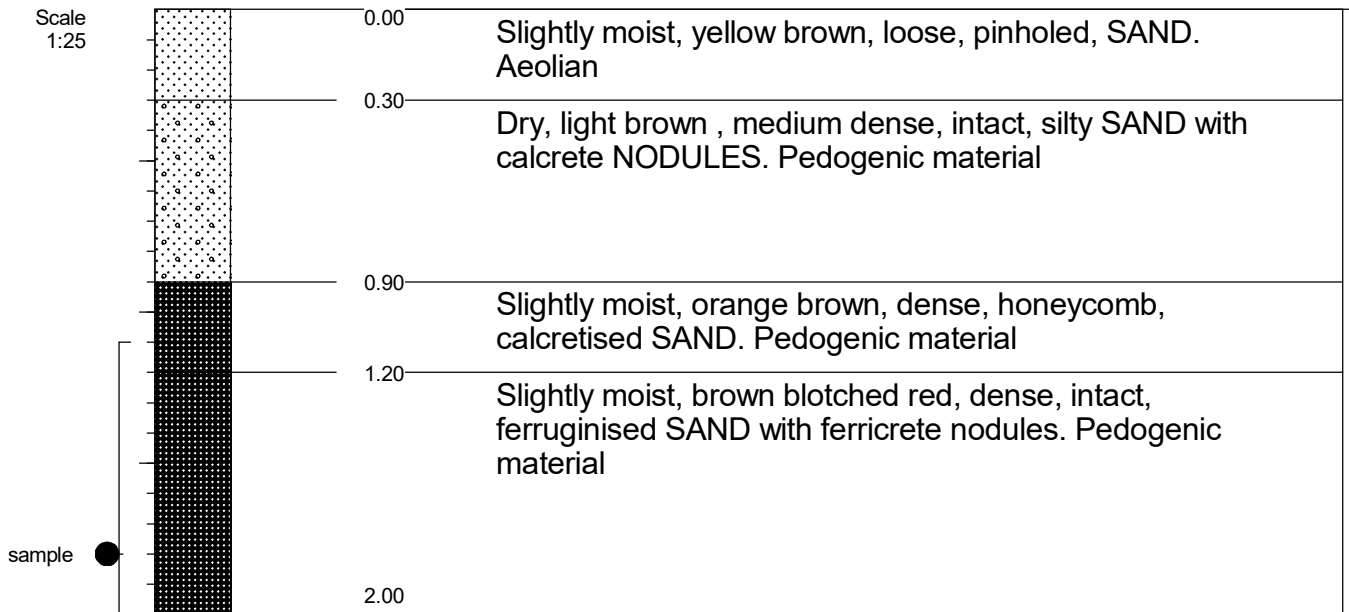 Scale
1:25
0.00
Slightly moist, yellow brown, loose, pinholed, SAND.
Aeolian
0.30
Dry, light brown , medium dense, intact, silty SAND with
calcrete NODULES. Pedogenic material
0.90
Slightly moist, orange brown, dense, honeycomb,
calcretised SAND. Pedogenic material
1.20
Slightly moist, brown blotched red, dense, intact,
ferruginised SAND with ferricrete nodules. Pedogenic
material
sample
2.00